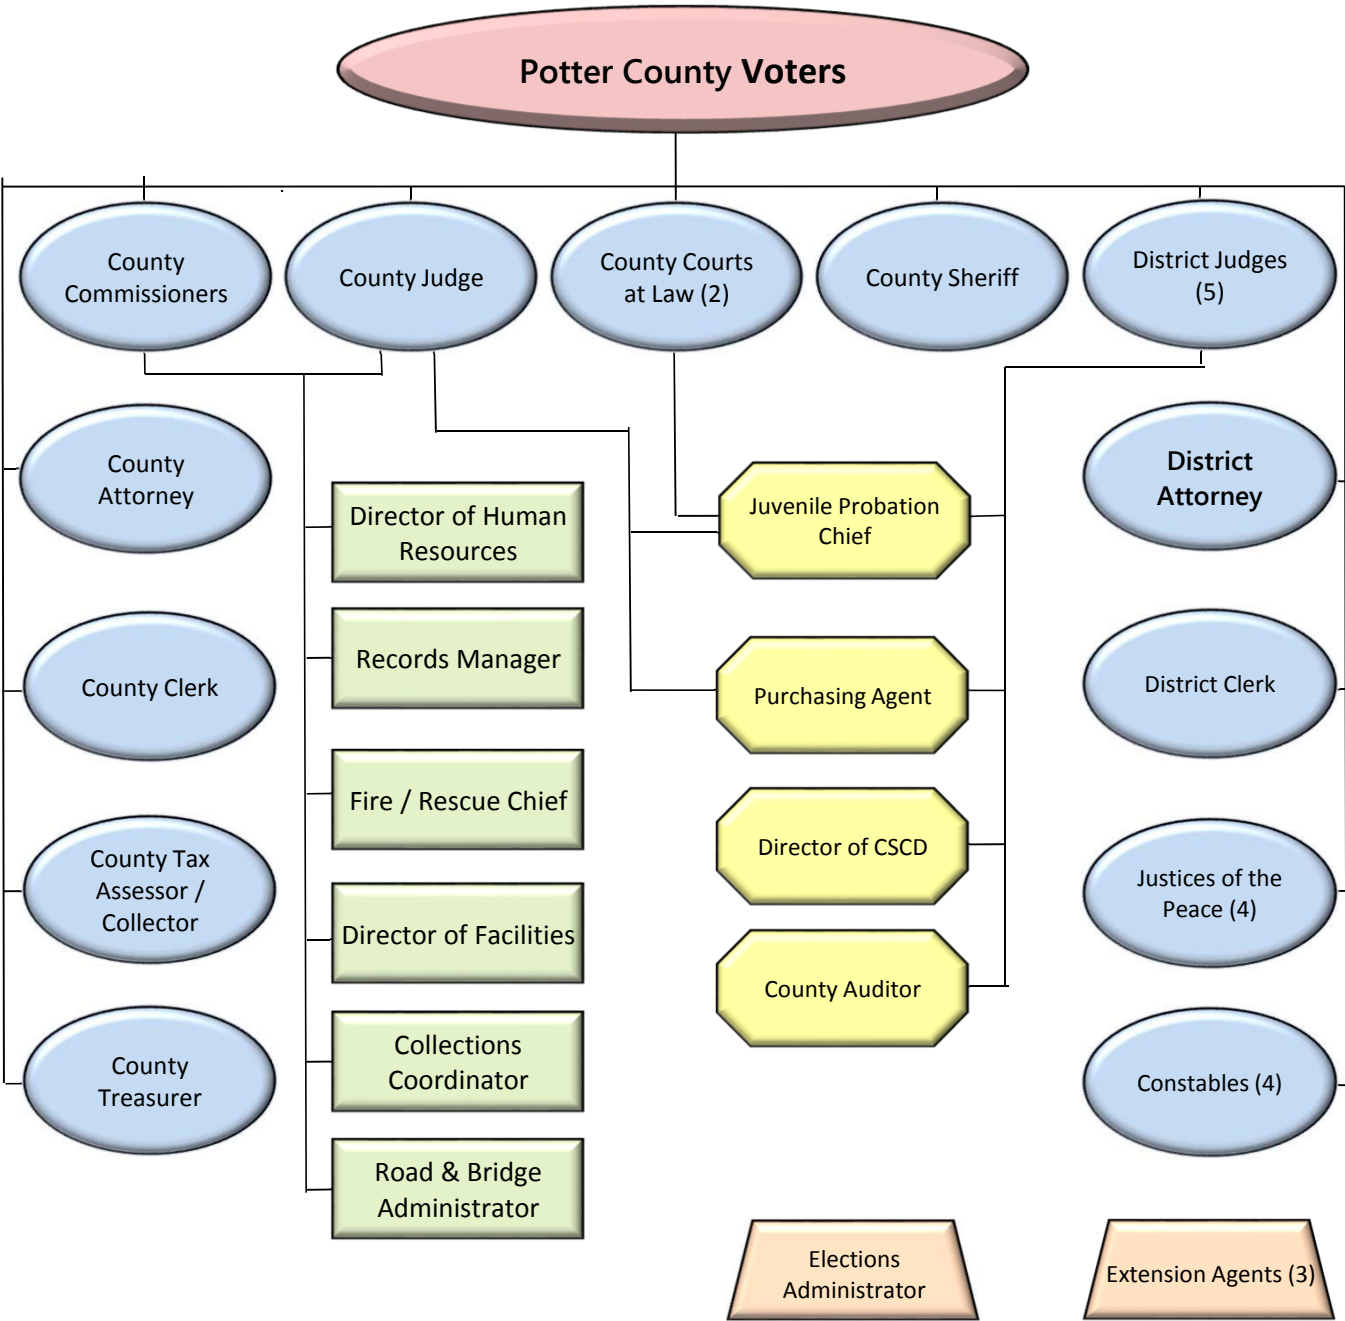 Potter County Voters
County
Commissioners
County Judge
County Courts
at Law (2)
County Sheriff
District Judges
(5)
County
Attorney
District
Attorney
Director of Human
Resources
Juvenile Probation
Chief
Records Manager
County Clerk
Purchasing Agent
District Clerk
Fire / Rescue Chief
Director of CSCD
County Tax
Assessor /
Collector
Justices of the
Peace (4)
Director of Facilities
County Auditor
Collections
Coordinator
County
Treasurer
Constables (4)
Road & Bridge
Administrator
Elections
Administrator
Extension Agents (3)